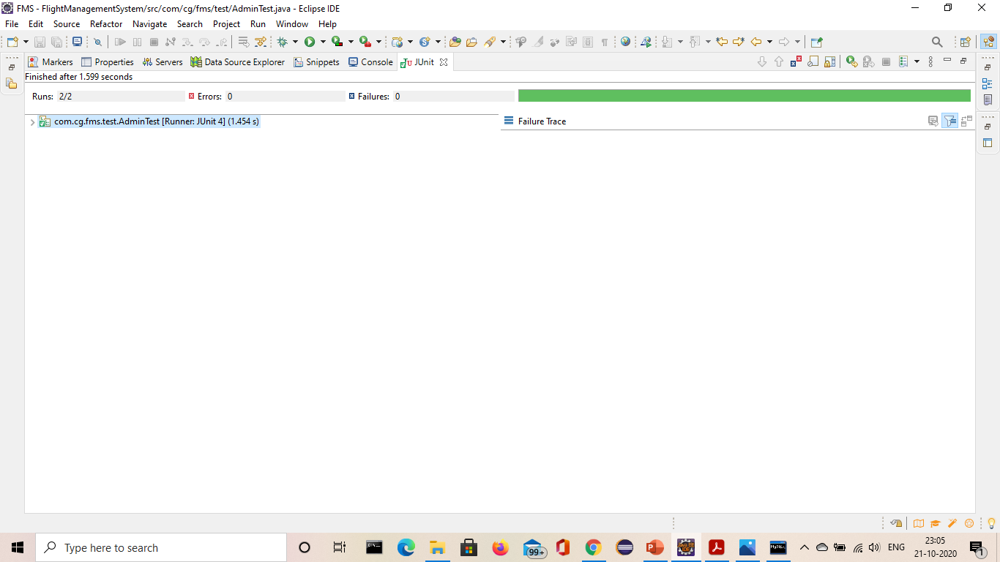 FMS - FlightManagementSystem/src/com/cg/fms/test/AdminTest.java - Eclipse IDE
File Edit Source Refactor Navigate Search Project Run Window Help
Markers Properties Servers Data Source Explorer Snippets Console JUnit
Finished after 1.599 seconds
Runs: 2/2 Errors: 0 Failures: 0
com.cg.fms.test.AdminTest [Runner: JUnit 4] (1.454 s)
Failure Trace
Type here to search
99+
ENG
23:05
21-10-2020
1